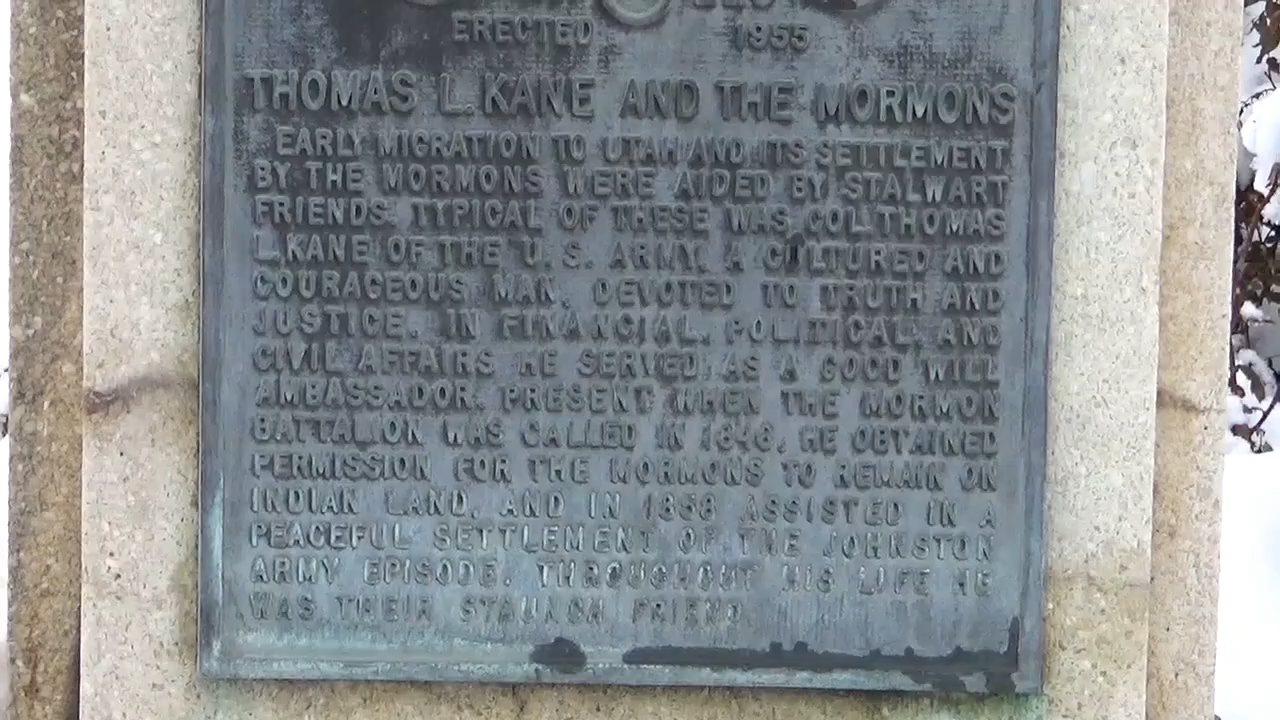 ERECTED 1955
THOMAS L. KANE AND THE MORMONS
EARLY MIGRATION TO UTAH AND ITS SETTLEMENT
BY THE MORMONS WERE AIDED BY STALWART
FRIENDS. TYPICAL OF THESE WAS COL. THOMAS
L. KANE OF THE U. S. ARMY, A CULTURED AND
COURAGEOUS MAN, DEVOTED TO TRUTH AND
JUSTICE. IN FINANCIAL, POLITICAL, AND
CIVIL AFFAIRS HE SERVED AS A GOOD WILL
AMBASSADOR. PRESENT WHEN THE MORMON
BATTALION WAS CALLED IN 1846, HE OBTAINED
PERMISSION FOR THE MORMONS TO REMAIN ON
INDIAN LAND, AND IN 1858 ASSISTED IN A
PEACEFUL SETTLEMENT OF THE JOHNSTON
ARMY EPISODE. THROUGHOUT HIS LIFE HE
WAS THEIR STAUNCH FRIEND.